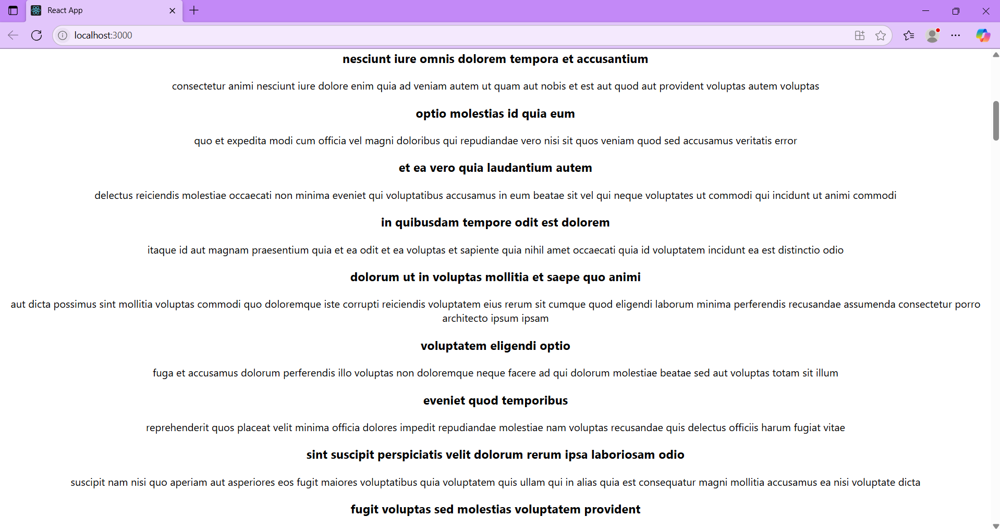 React App
localhost:3000
nesciunt iure omnis dolorem tempora et accusantium
consectetur animi nesciunt iure dolore enim quia ad veniam autem ut quam aut nobis et est aut quod aut provident voluptas autem voluptas
optio molestias id quia eum
quo et expedita modi cum officia vel magni doloribus qui repudiandae vero nisi sit quos veniam quod sed accusamus veritatis error
et ea vero quia laudantium autem
delectus reiciendis molestiae occaecati non minima eveniet qui voluptatibus accusamus in eum beatae sit vel qui neque voluptates ut commodi qui incidunt ut animi commodi
in quibusdam tempore odit est dolorem
itaque id aut magnam praesentium quia et ea odit et ea voluptas et sapiente quia nihil amet occaecati quia id voluptatem incidunt ea est distinctio odio
dolorum ut in voluptas mollitia et saepe quo animi
aut dicta possimus sint mollitia voluptas commodi quo doloremque iste corrupti reiciendis voluptatem eius rerum sit cumque quod eligendi laborum minima perferendis recusandae assumenda consectetur porro
architecto ipsum ipsam
voluptatem eligendi optio
fuga et accusamus dolorum perferendis illo voluptas non doloremque neque facere ad qui dolorum molestiae beatae sed aut voluptas totam sit illum
eveniet quod temporibus
reprehenderit quos placeat velit minima officia dolores impedit repudiandae molestiae nam voluptas recusandae quis delectus officiis harum fugiat vitae
sint suscipit perspiciatis velit dolorum rerum ipsa laboriosam odio
suscipit nam nisi quo aperiam aut asperiores eos fugit maiores voluptatibus quia voluptatem quis ullam qui in alias quia est consequatur magni mollitia accusamus ea nisi voluptate dicta
fugit voluptas sed molestias voluptatem provident